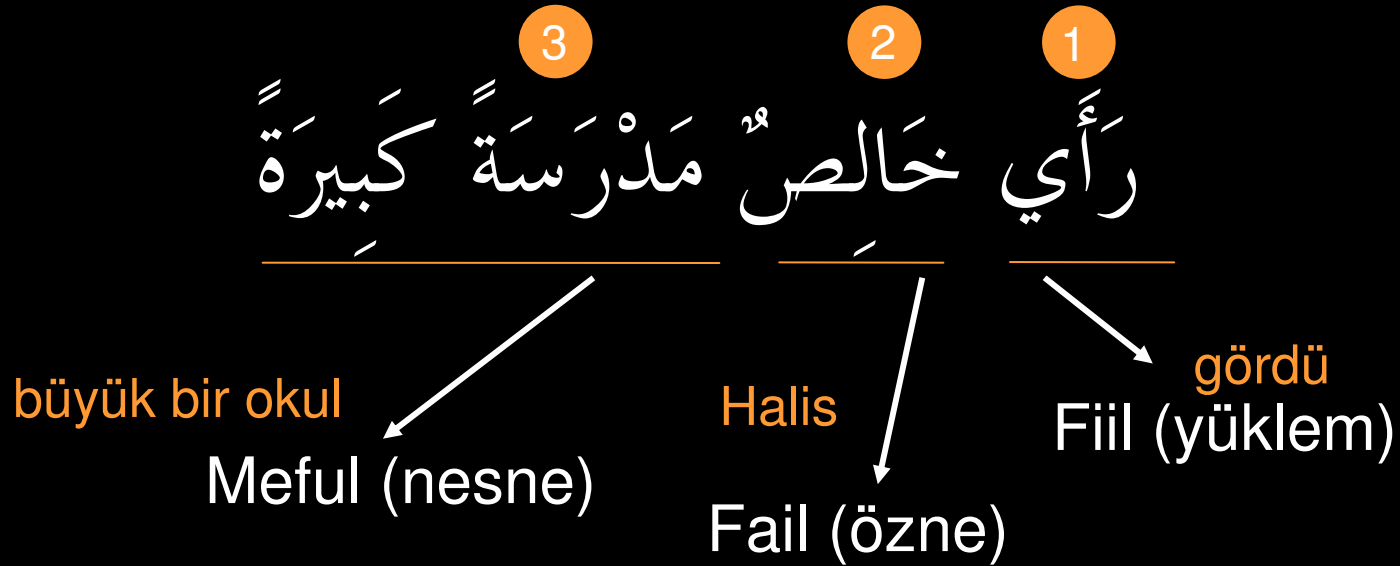 3 2 1
رَأَي خَالِصٌ مَدْرَسَةً كَبِيرَةً
gördü
büyük bir okul
Halis
Fiil (yüklem)
Meful (nesne)
Fail (özne)